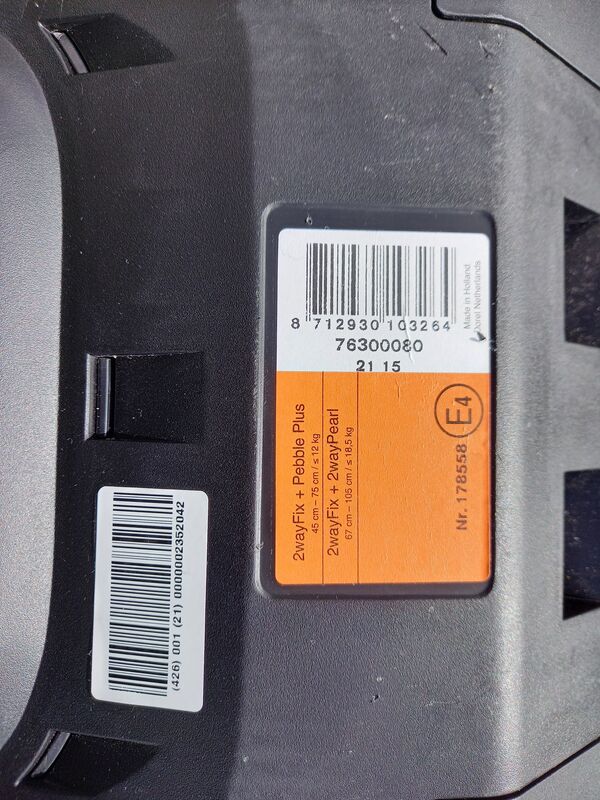 8 712930 103264
76300080
21 15
Made in Holland
Dorel Netherlands
2wayFix + Pebble Plus
45 cm – 75 cm / ≤ 12 kg
2wayFix + 2wayPearl
67 cm – 105 cm / ≤ 18,5 kg
E4
Nr. 178558
(426) 001 (21) 0000002352042